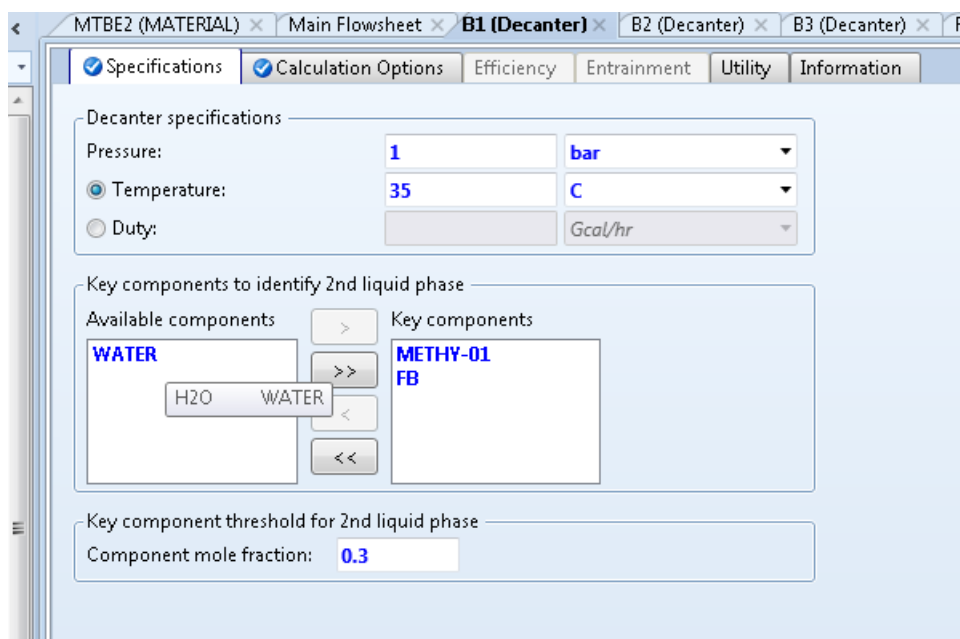 MTBE2 (MATERIAL) Main Flowsheet B1 (Decanter) B2 (Decanter) B3 (Decanter)
Specifications Calculation Options Efficiency Entrainment Utility Information
Decanter specifications
Pressure: 1 bar
Temperature: 35 C
Duty: Gcal/hr
Key components to identify 2nd liquid phase
Available components > Key components
WATER METHY-01
>> FB
H2O WATER
<
<<
Key component threshold for 2nd liquid phase
Component mole fraction: 0.3